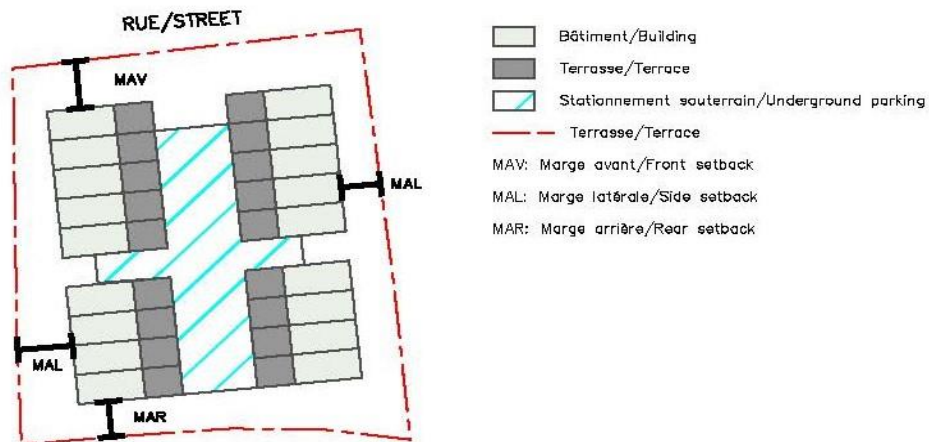 RUE/STREET
MAV
MAL
MAL
MAR
Bâtiment/Building
Terrasse/Terrace
Stationnement souterrain/Underground parking
Terrasse/Terrace
MAV: Marge avant/Front setback
MAL: Marge latérale/Side setback
MAR: Marge arrière/Rear setback